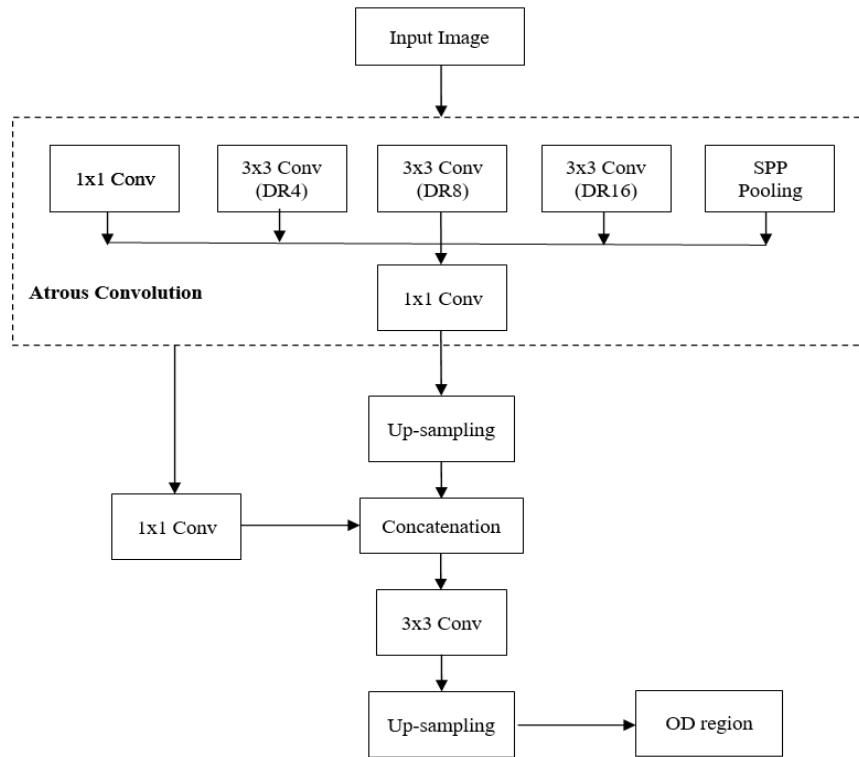 Input Image
1x1 Conv
3x3 Conv
(DR4)
3x3 Conv
(DR8)
3x3 Conv
(DR16)
SPP
Pooling
Atrous Convolution
1x1 Conv
Up-sampling
1x1 Conv
Concatenation
3x3 Conv
Up-sampling
OD region